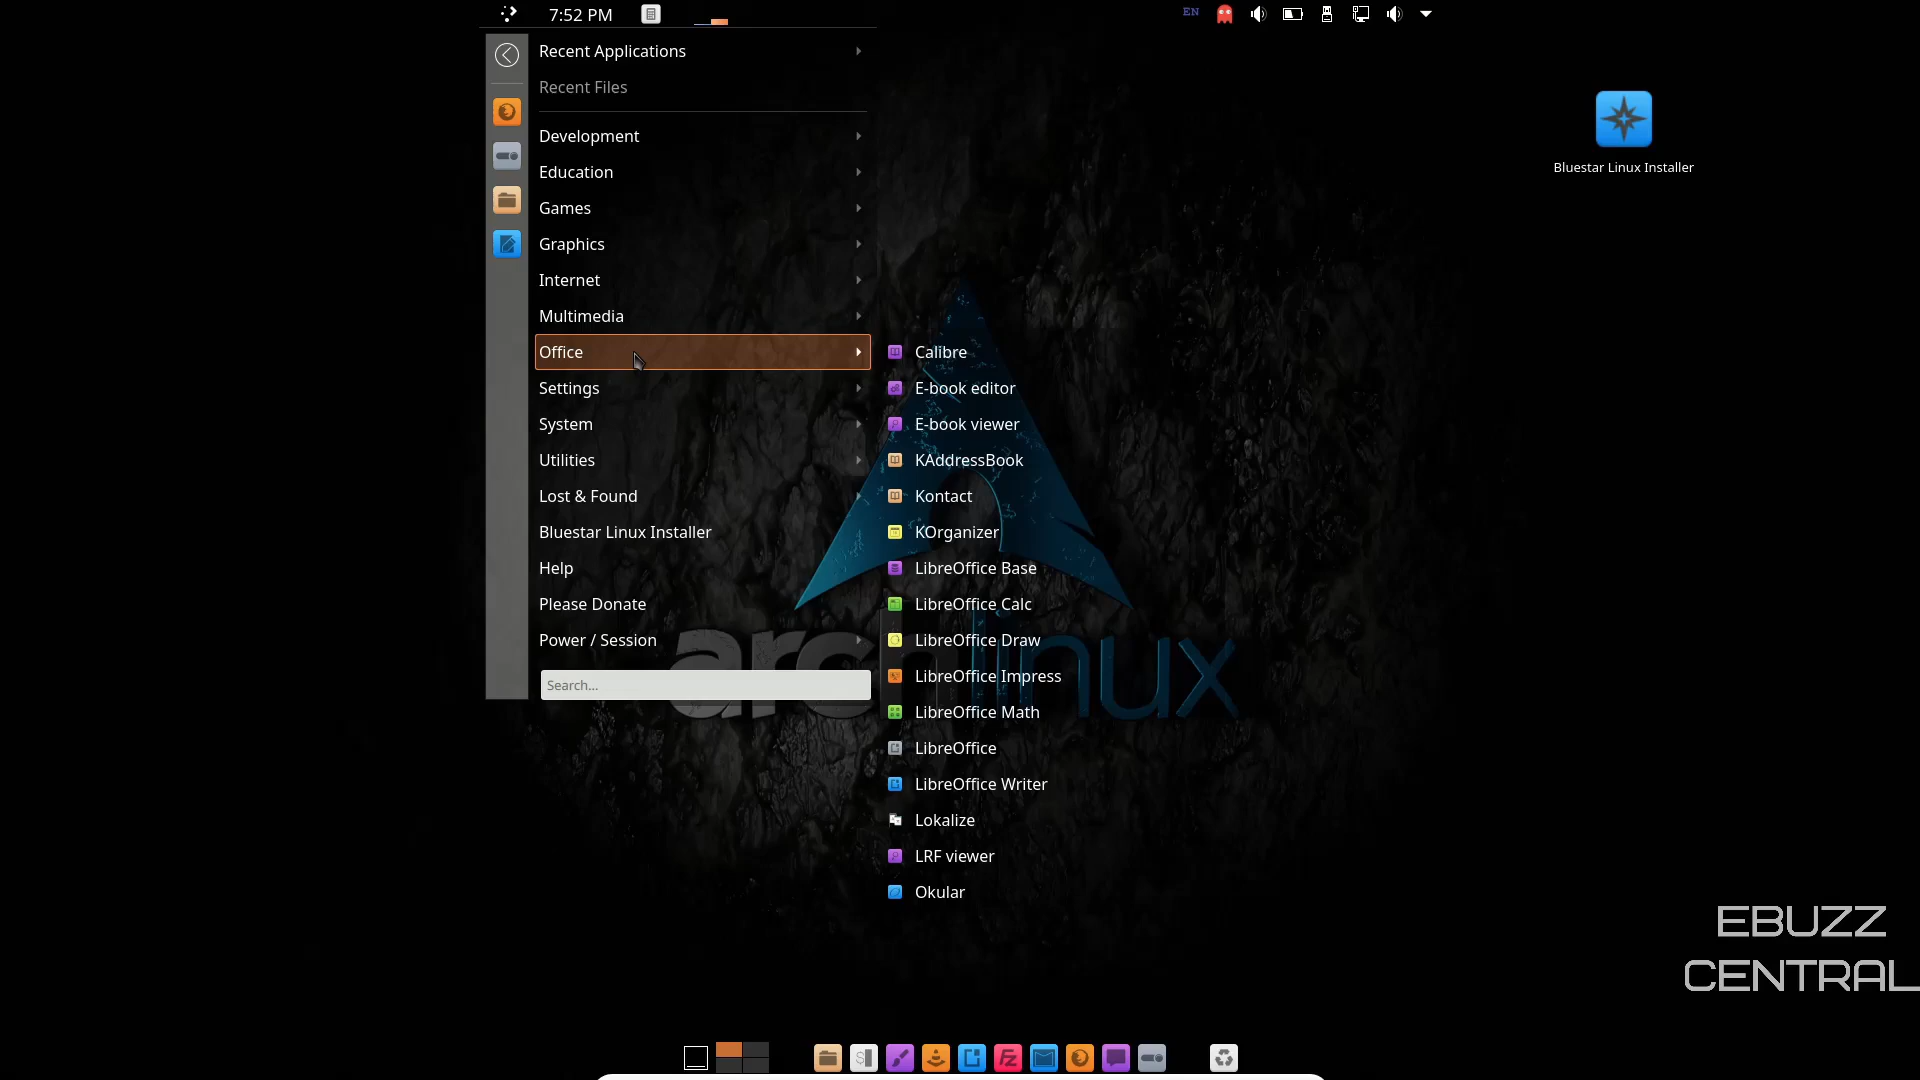 7:52 PM
EN
Recent Applications
Recent Files
Development
Education
Games
Graphics
Internet
Multimedia
Office
Settings
System
Utilities
Lost & Found
Bluestar Linux Installer
Help
Please Donate
Power / Session
Search...
Calibre
E-book editor
E-book viewer
KAddressBook
Kontact
KOrganizer
LibreOffice Base
LibreOffice Calc
LibreOffice Draw
LibreOffice Impress
LibreOffice Math
LibreOffice
LibreOffice Writer
Lokalize
LRF viewer
Okular
Bluestar Linux Installer
arch linux
EBUZZ
CENTRAL
S
FZ